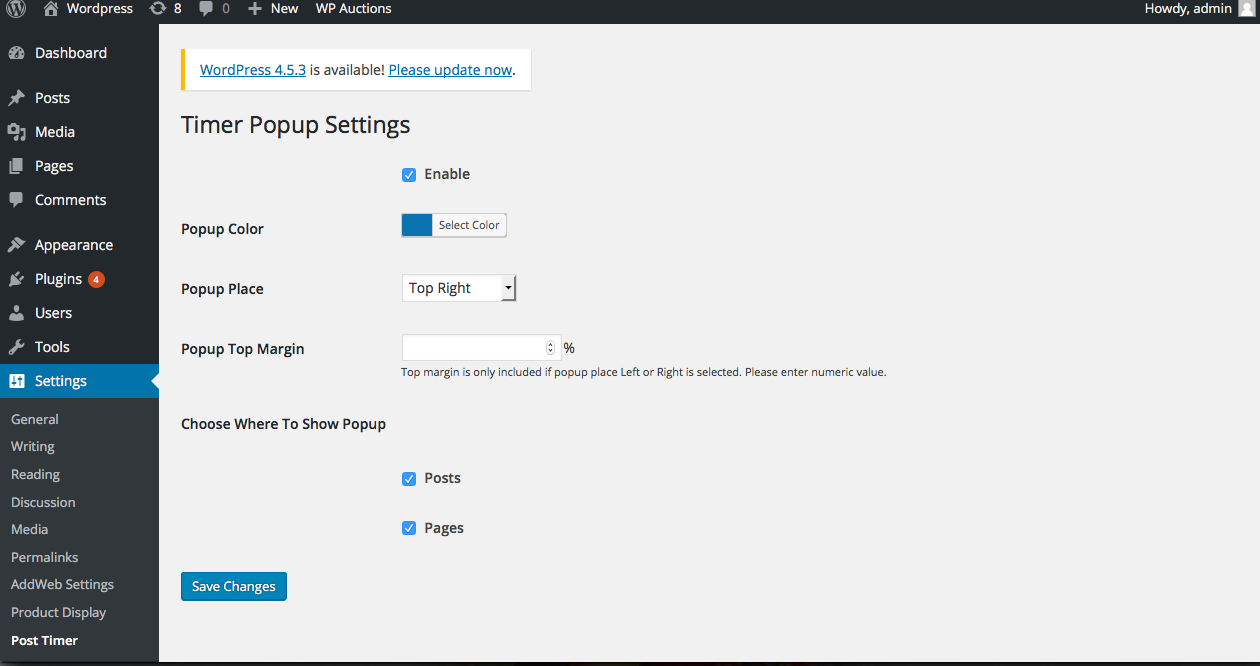 Wordpress 8 0 New WP Auctions Howdy, admin
Dashboard
Posts
Media
Pages
Comments
Appearance
Plugins 4
Users
Tools
Settings
General
Writing
Reading
Discussion
Media
Permalinks
AddWeb Settings
Product Display
Post Timer
WordPress 4.5.3 is available! Please update now.
Timer Popup Settings
Enable
Popup Color Select Color
Popup Place Top Right
Popup Top Margin %
Top margin is only included if popup place Left or Right is selected. Please enter numeric value.
Choose Where To Show Popup
Posts
Pages
Save Changes